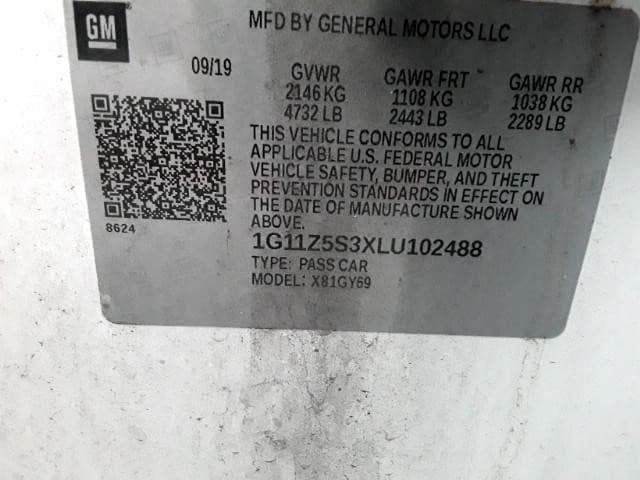 GM
MFD BY GENERAL MOTORS LLC
09/19
GVWR GAWR FRT GAWR RR
2146 KG 1108 KG 1038 KG
4732 LB 2443 LB 2289 LB
THIS VEHICLE CONFORMS TO ALL
APPLICABLE U.S. FEDERAL MOTOR
VEHICLE SAFETY, BUMPER, AND THEFT
PREVENTION STANDARDS IN EFFECT ON
THE DATE OF MANUFACTURE SHOWN
ABOVE.
8624
1G11Z5S3XLU102488
TYPE: PASS CAR
MODEL: X81GY69